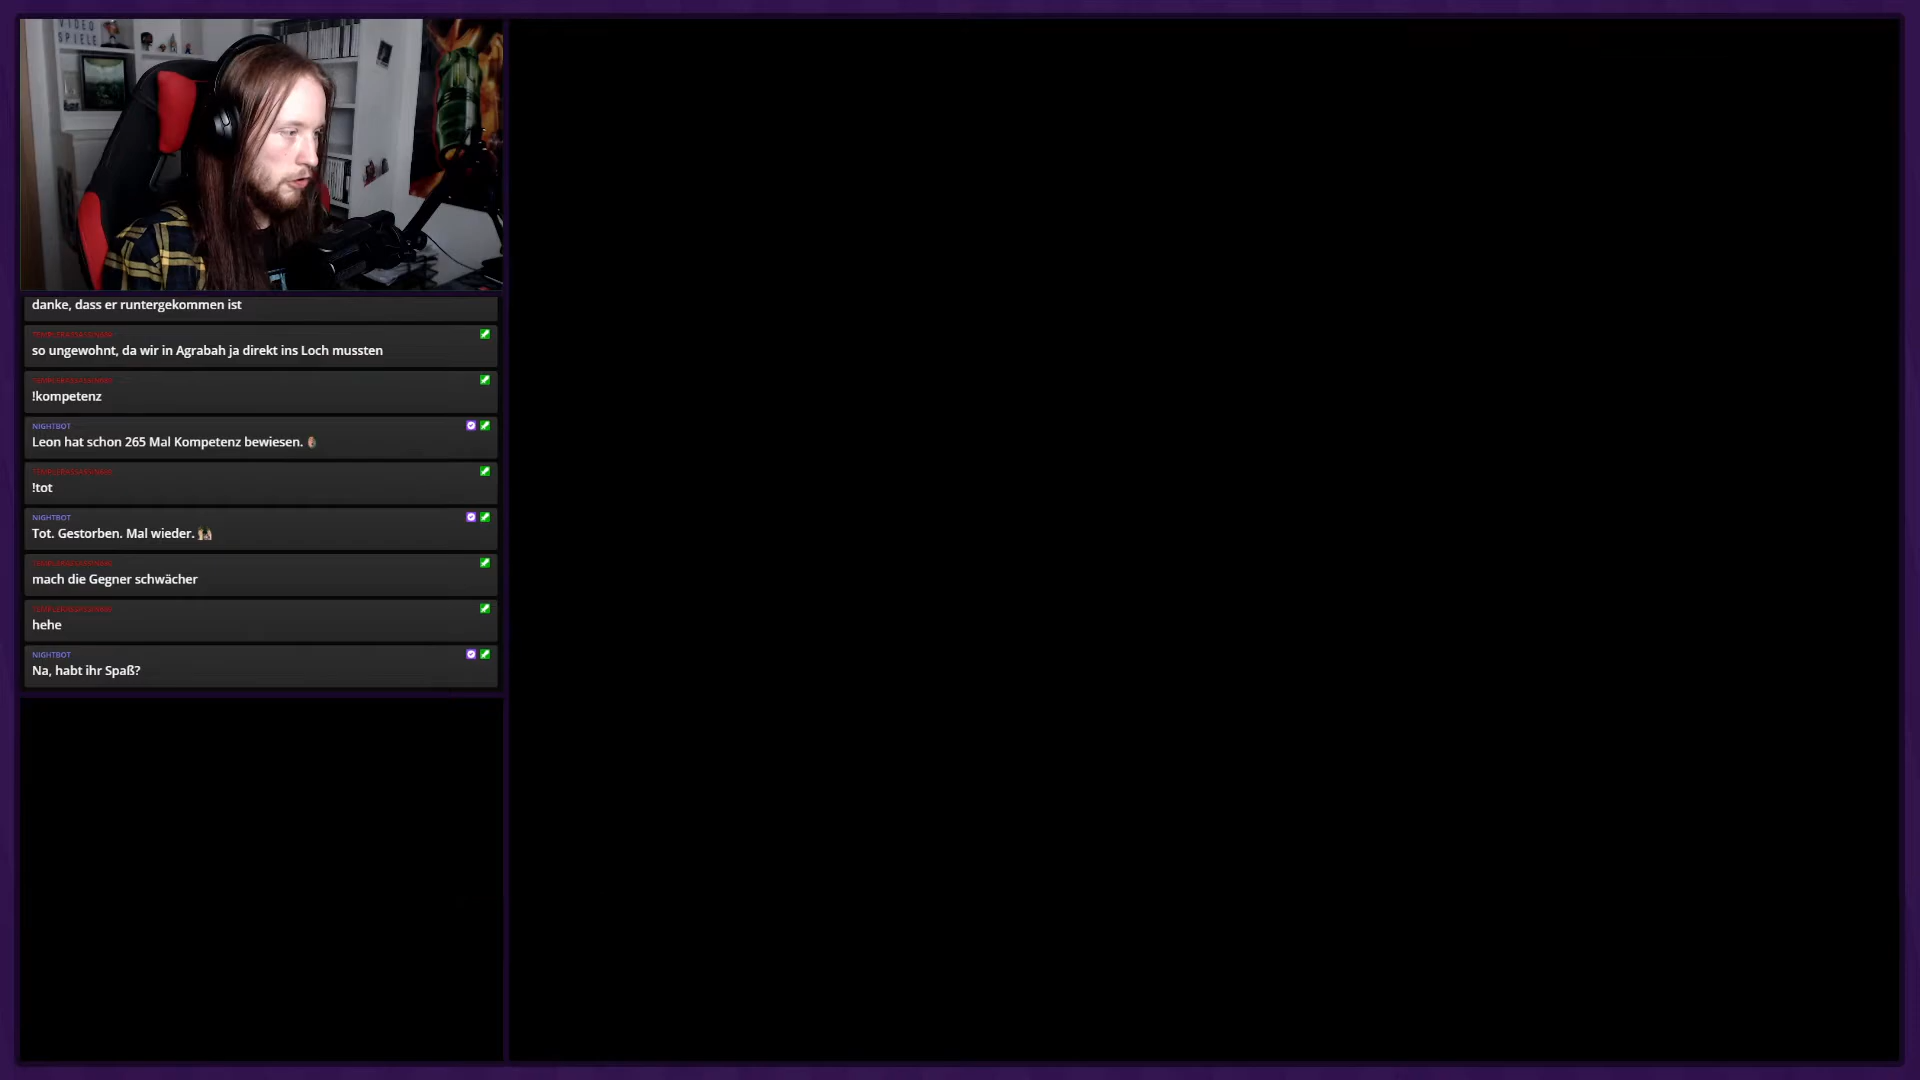 VIDEO
SPIELE
danke, dass er runtergekommen ist
so ungewohnt, da wir in Agrabah ja direkt ins Loch mussten
!kompetenz
NIGHTBOT
Leon hat schon 265 Mal Kompetenz bewiesen.
!tot
NIGHTBOT
Tot. Gestorben. Mal wieder.
mach die Gegner schwächer
hehe
NIGHTBOT
Na, habt ihr Spaß?